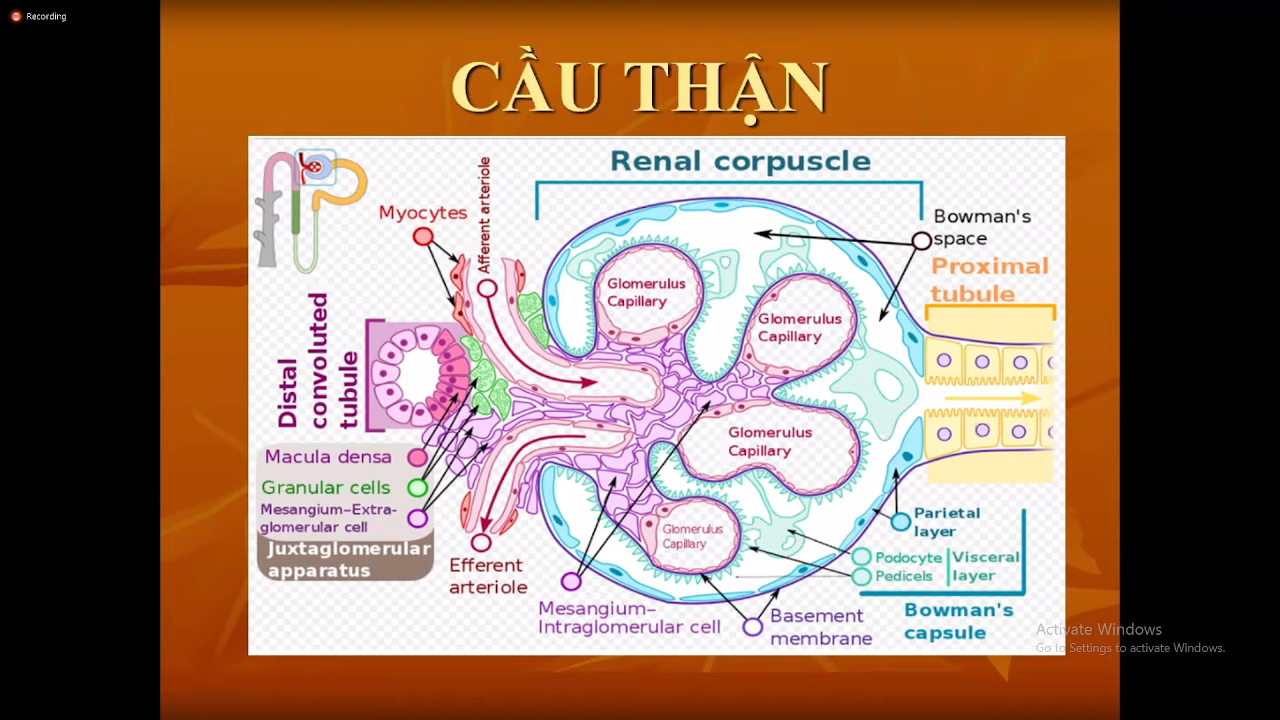 Recording
CẦU THẬN
Renal corpuscle
Afferent arteriole
Myocytes
Bowman's
space
Proximal
tubule
Glomerulus
Capillary
Glomerulus
Capillary
Distal
convoluted
tubule
Glomerulus
Capillary
Macula densa
Granular cells
Mesangium–Extra-
glomerular cell
Juxtaglomerular
apparatus
Glomerulus
Capillary
Parietal
layer
Podocyte
Pedicels
Visceral
layer
Efferent
arteriole
Mesangium–
Intraglomerular cell
Basement
membrane
Bowman's
capsule
Activate Windows
Go to Settings to activate Windows.